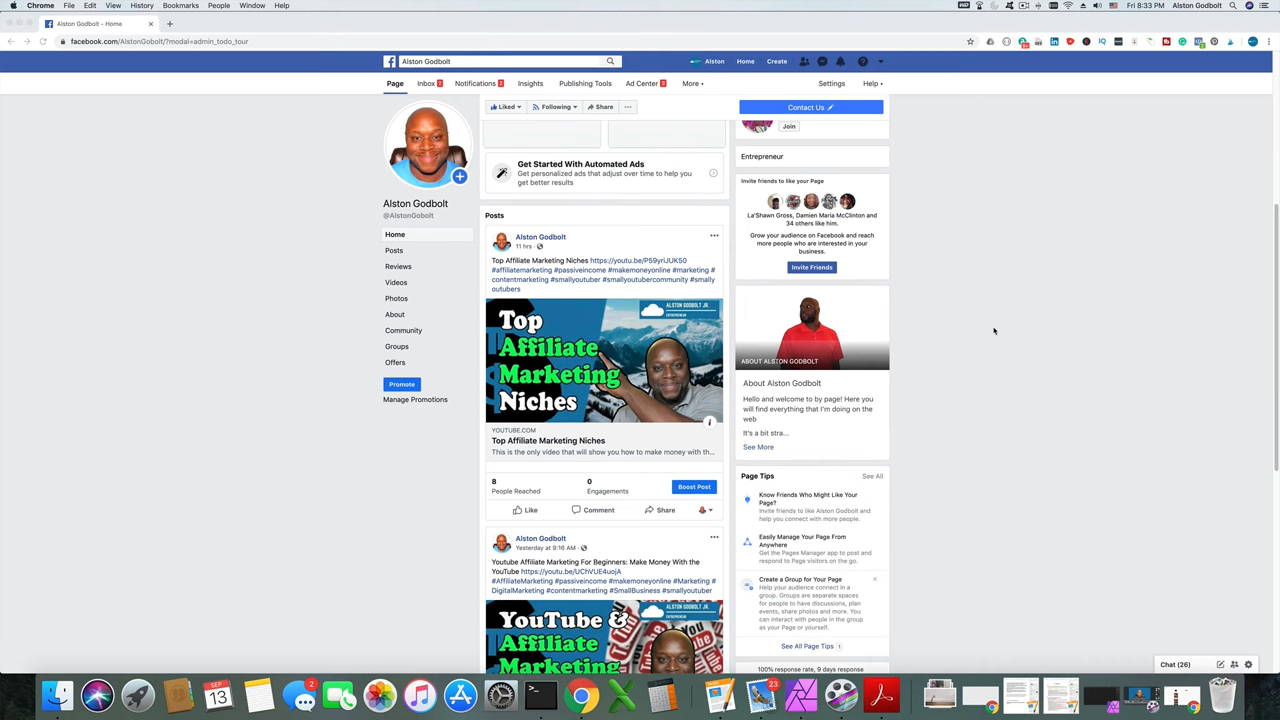 Chrome File Edit View History Bookmarks People Window Help
Fri 8:33 PM Alston Godbolt
Alston Godbolt - Home
facebook.com/AlstonGobolt/?modal=admin_todo_tour
Alston Godbolt
Alston Home Create
Page Inbox 7 Notifications 3 Insights Publishing Tools Ad Center 3 More Settings Help
Liked Following Share Contact Us
Join
Get Started With Automated Ads
Get personalized ads that adjust over time to help you
get better results
Alston Godbolt
@AlstonGobolt
Home
Posts
Reviews
Videos
Photos
About
Community
Groups
Offers
Promote
Manage Promotions
Posts
Alston Godbolt
11 hrs
Top Affiliate Marketing Niches https://youtu.be/P59yriJUK50
#affiliatemarketing #passiveincome #makemoneyonline #marketing #
contentmarketing #smallyoutuber #smallyoutubercommunity #smally
outubers
ALSTON GODBOLT JR.
ENTREPRENEUR
Top
Affiliate
Marketing
Niches
YOUTUBE.COM
Top Affiliate Marketing Niches
This is the only video that will show you how to make money with th...
8
People Reached
0
Engagements
Boost Post
Like Comment Share
Alston Godbolt
Yesterday at 9:16 AM
Youtube Affiliate Marketing For Beginners: Make Money With the
YouTube https://youtu.be/UChVUE4uojA
#AffiliateMarketing #passiveincome #makemoneyonline #Marketing #
DigitalMarketing #contentmarketing #SmallBusiness #smallyoutuber
ALSTON GODBOLT JR.
ENTREPRENEUR
YouTube &
Affiliate
Marketing
Entrepreneur
Invite friends to like your Page
La'Shawn Gross, Damien Maria McClinton and
34 others like him.
Grow your audience on Facebook and reach
more people who are interested in your
business.
Invite Friends
ABOUT ALSTON GODBOLT
About Alston Godbolt
Hello and welcome to by page! Here you
will find everything that I'm doing on the
web
It's a bit stra...
See More
Page Tips See All
Know Friends Who Might Like Your
Page?
Invite friends to like Alston Godbolt and
help you connect with more people.
Easily Manage Your Page From
Anywhere
Get the Pages Manager app to post and
respond to Page visitors on the go.
Create a Group for Your Page
Help your audience connect in a
group. Groups are separate spaces
for people to have discussions, plan
events, share photos and more. You
can interact with people in the group
as your Page or yourself.
See All Page Tips 1
100% response rate, 9 days response
Chat (26)
SEP
13
2
23